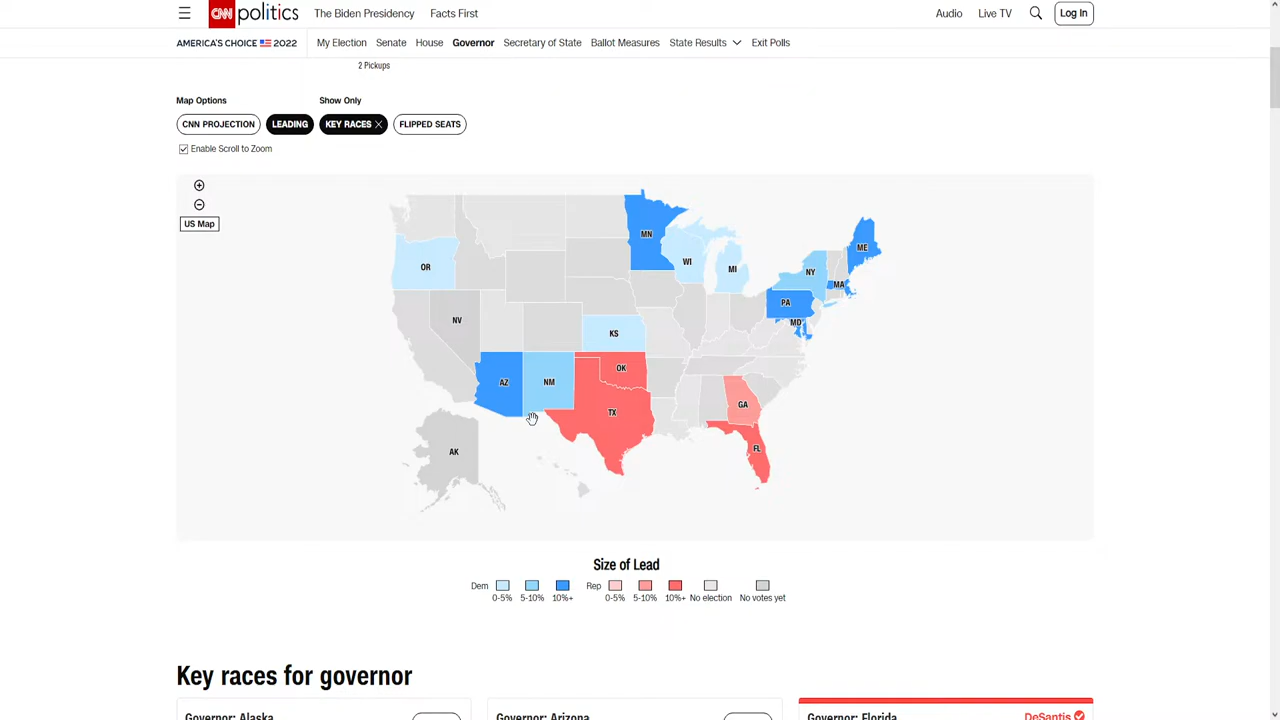 CNN politics The Biden Presidency Facts First Audio Live TV Log In
AMERICA'S CHOICE 2022 My Election Senate House Governor Secretary of State Ballot Measures State Results Exit Polls
2 Pickups
Map Options Show Only
CNN PROJECTION LEADING KEY RACES FLIPPED SEATS
Enable Scroll to Zoom
US Map
MN
ME
WI
OR
MI
NY
MA
PA
NV
MD
KS
OK
AZ
NM
GA
TX
FL
AK
Size of Lead
Dem Rep
0-5% 5-10% 10%+ 0-5% 5-10% 10%+ No election No votes yet
Key races for governor
Governor: Alaska Governor: Arizona Governor: Florida DeSantis